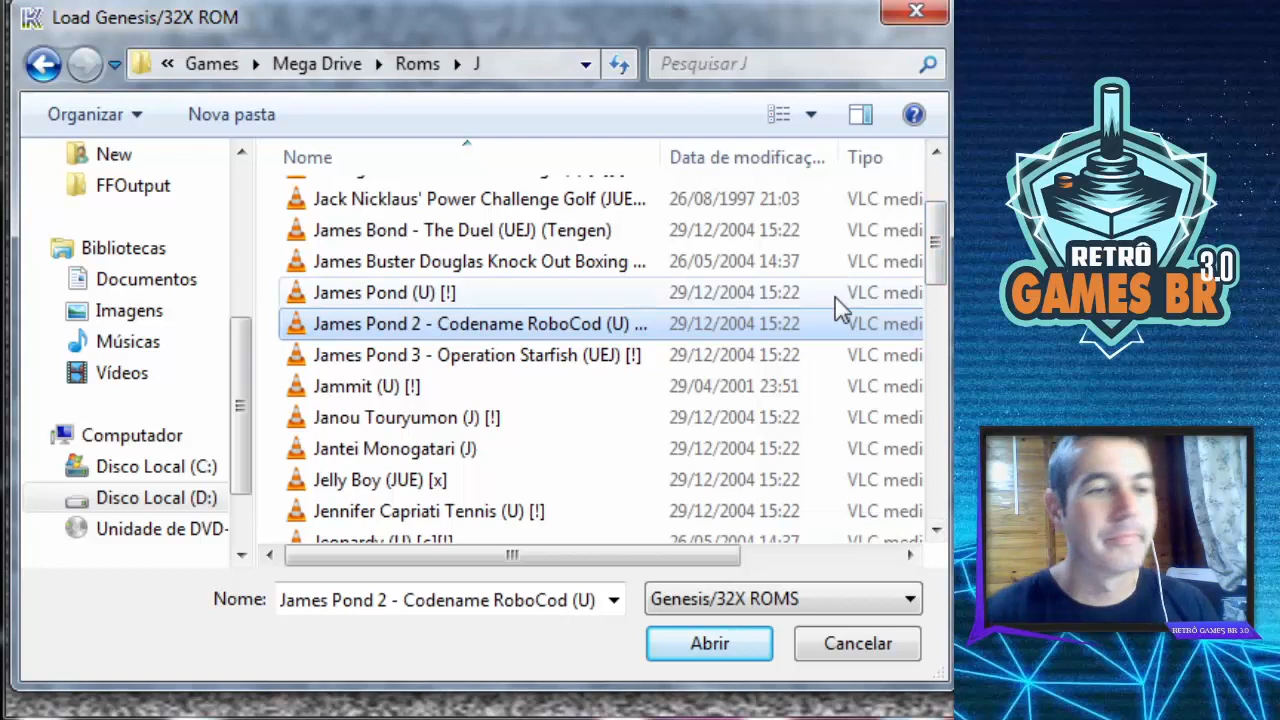 Load Genesis/32X ROM
« Games Mega Drive Roms J
Pesquisar J
Organizar Nova pasta
New
FFOutput
Bibliotecas
Documentos
Imagens
Músicas
Vídeos
Computador
Disco Local (C:)
Disco Local (D:)
Unidade de DVD-
Nome Data de modificaç... Tipo
Jack Nicklaus' Power Challenge Golf (JUE... 26/08/1997 21:03 VLC medi
James Bond - The Duel (UEJ) (Tengen) 29/12/2004 15:22 VLC medi
James Buster Douglas Knock Out Boxing ... 26/05/2004 14:37 VLC medi
James Pond (U) [!] 29/12/2004 15:22 VLC medi
James Pond 2 - Codename RoboCod (U) ... 29/12/2004 15:22 VLC medi
James Pond 3 - Operation Starfish (UEJ) [!] 29/12/2004 15:22 VLC medi
Jammit (U) [!] 29/04/2001 23:51 VLC medi
Janou Touryumon (J) [!] 29/12/2004 15:22 VLC medi
Jantei Monogatari (J) 29/12/2004 15:22 VLC medi
Jelly Boy (JUE) [x] 29/12/2004 15:22 VLC medi
Jennifer Capriati Tennis (U) [!] 29/12/2004 15:22 VLC medi
Jeopardy (U) [c][!] 26/05/2004 14:37 VLC medi
Nome: James Pond 2 - Codename RoboCod (U) Genesis/32X ROMS
Abrir Cancelar
RETRÔ 3.0
GAMES BR
RETRÔ GAMES BR 3.0